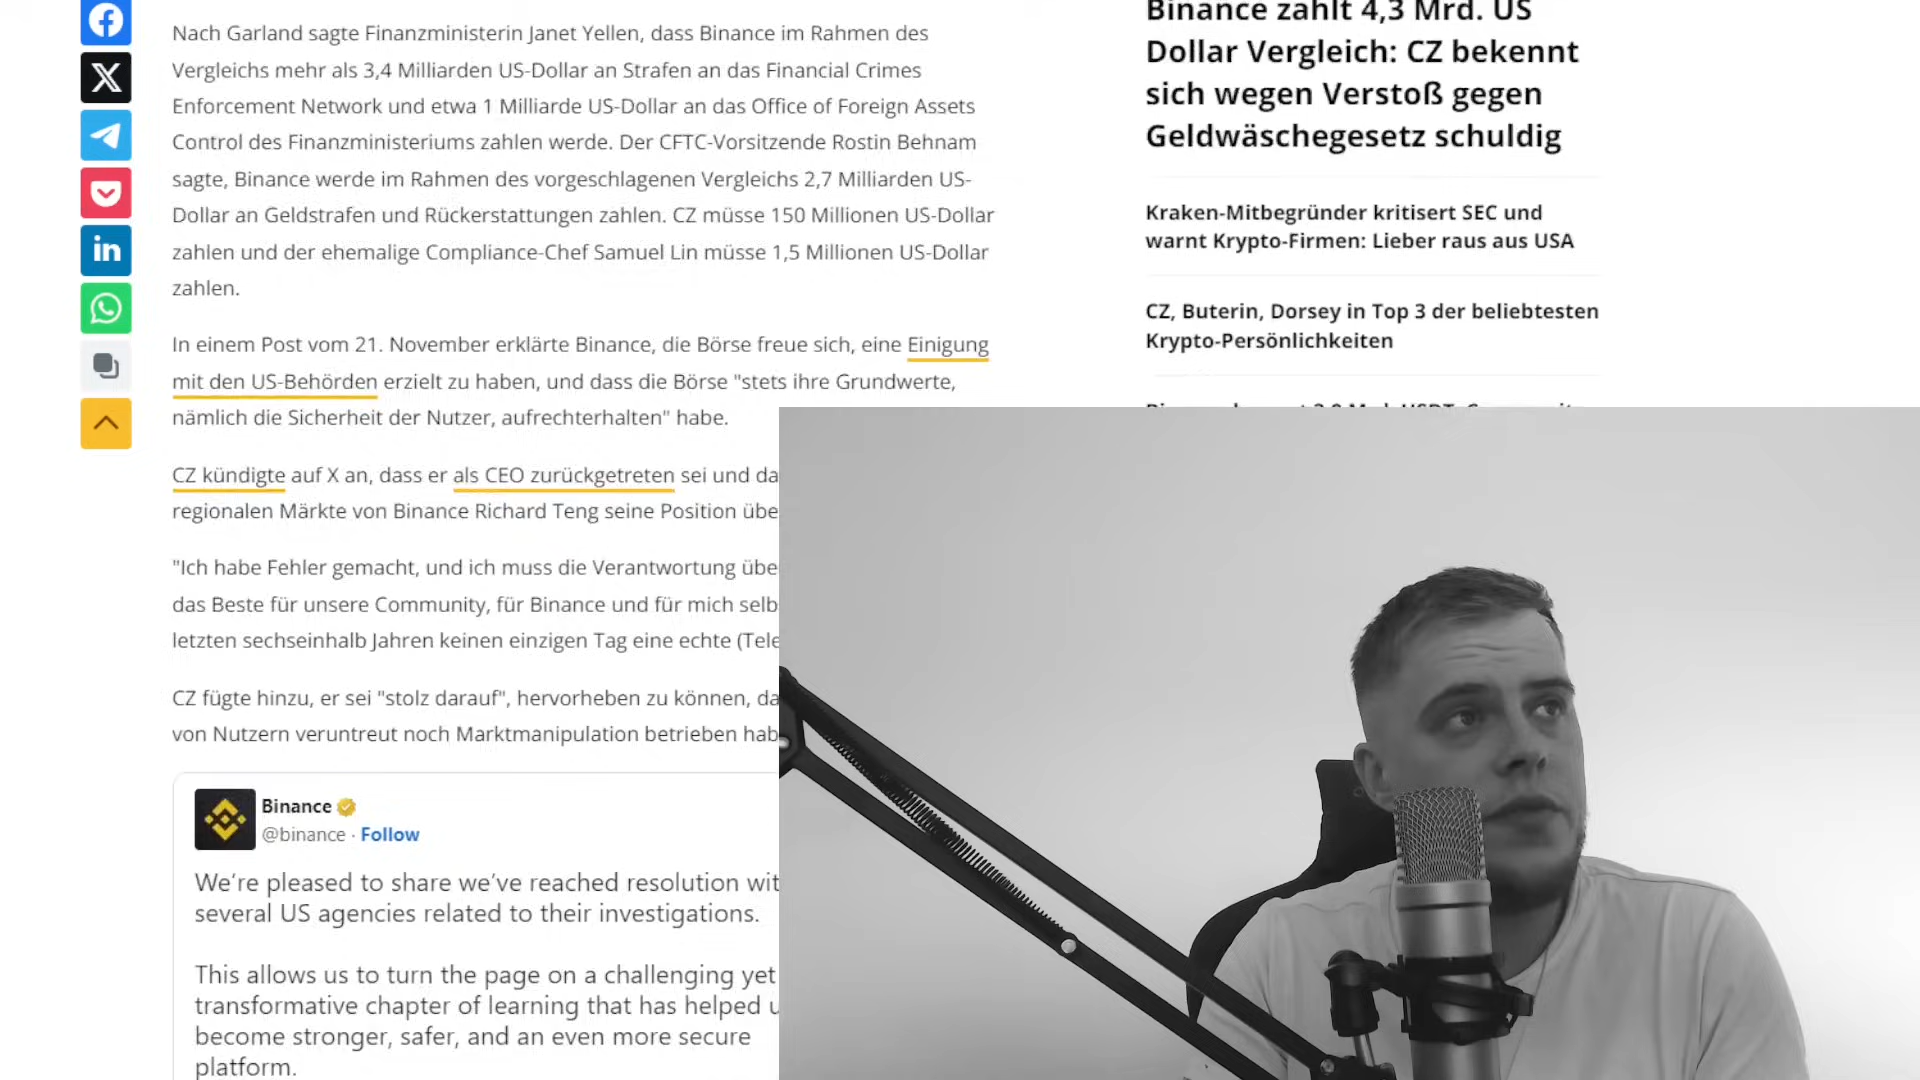 Nach Garland sagte Finanzministerin Janet Yellen, dass Binance im Rahmen des
Vergleichs mehr als 3,4 Milliarden US-Dollar an Strafen an das Financial Crimes
Enforcement Network und etwa 1 Milliarde US-Dollar an das Office of Foreign Assets
Control des Finanzministeriums zahlen werde. Der CFTC-Vorsitzende Rostin Behnam
sagte, Binance werde im Rahmen des vorgeschlagenen Vergleichs 2,7 Milliarden US-
Dollar an Geldstrafen und Rückerstattungen zahlen. CZ müsse 150 Millionen US-Dollar
zahlen und der ehemalige Compliance-Chef Samuel Lin müsse 1,5 Millionen US-Dollar
zahlen.
In einem Post vom 21. November erklärte Binance, die Börse freue sich, eine Einigung
mit den US-Behörden erzielt zu haben, und dass die Börse "stets ihre Grundwerte,
nämlich die Sicherheit der Nutzer, aufrechterhalten" habe.
CZ kündigte auf X an, dass er als CEO zurückgetreten sei und da
regionalen Märkte von Binance Richard Teng seine Position übe
"Ich habe Fehler gemacht, und ich muss die Verantwortung übe
das Beste für unsere Community, für Binance und für mich selb
letzten sechseinhalb Jahren keinen einzigen Tag eine echte (Tele
CZ fügte hinzu, er sei "stolz darauf", hervorheben zu können, da
von Nutzern veruntreut noch Marktmanipulation betrieben hab
Binance
@binance · Follow
We're pleased to share we've reached resolution wit
several US agencies related to their investigations.
This allows us to turn the page on a challenging yet
transformative chapter of learning that has helped u
become stronger, safer, and an even more secure
platform.
Binance zahlt 4,3 Mrd. US
Dollar Vergleich: CZ bekennt
sich wegen Verstoß gegen
Geldwäschegesetz schuldig
Kraken-Mitbegründer kritisert SEC und
warnt Krypto-Firmen: Lieber raus aus USA
CZ, Buterin, Dorsey in Top 3 der beliebtesten
Krypto-Persönlichkeiten